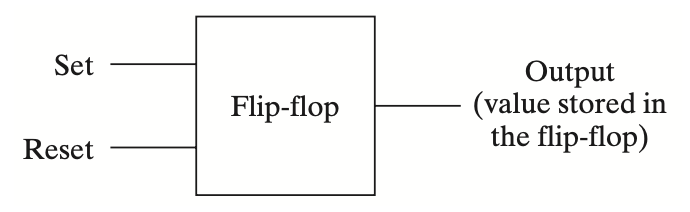 Set
Reset
Flip-flop
Output
(value stored in
the flip-flop)